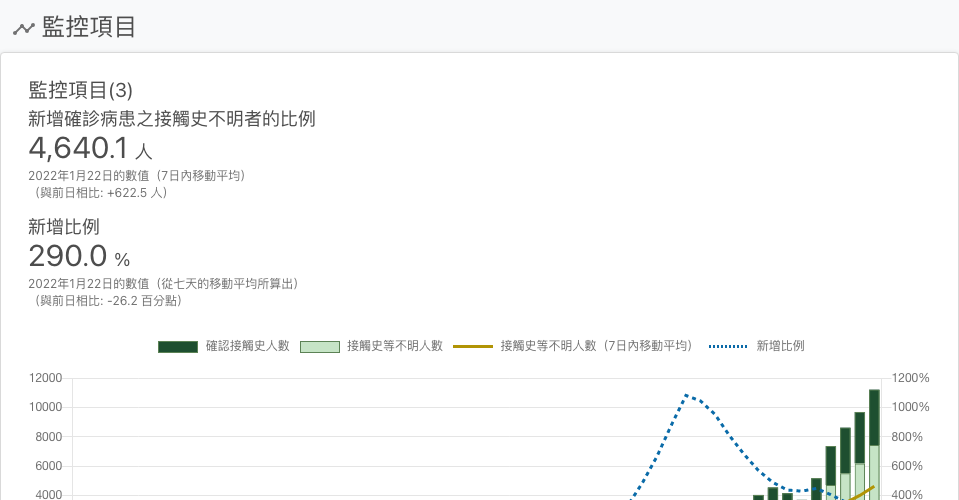 監控項目
監控項目(3)
新增確診病患之接觸史不明者的比例
4,640.1 人
2022年1月22日的數值（7日內移動平均）
（與前日相比: +622.5 人）
新增比例
290.0 %
2022年1月22日的數值（從七天的移動平均所算出）
（與前日相比: -26.2 百分點）
確認接觸史人數 接觸史等不明人數 接觸史等不明人數（7日內移動平均） 新增比例
12000 1200%
10000 1000%
8000 800%
6000 600%
4000 400%